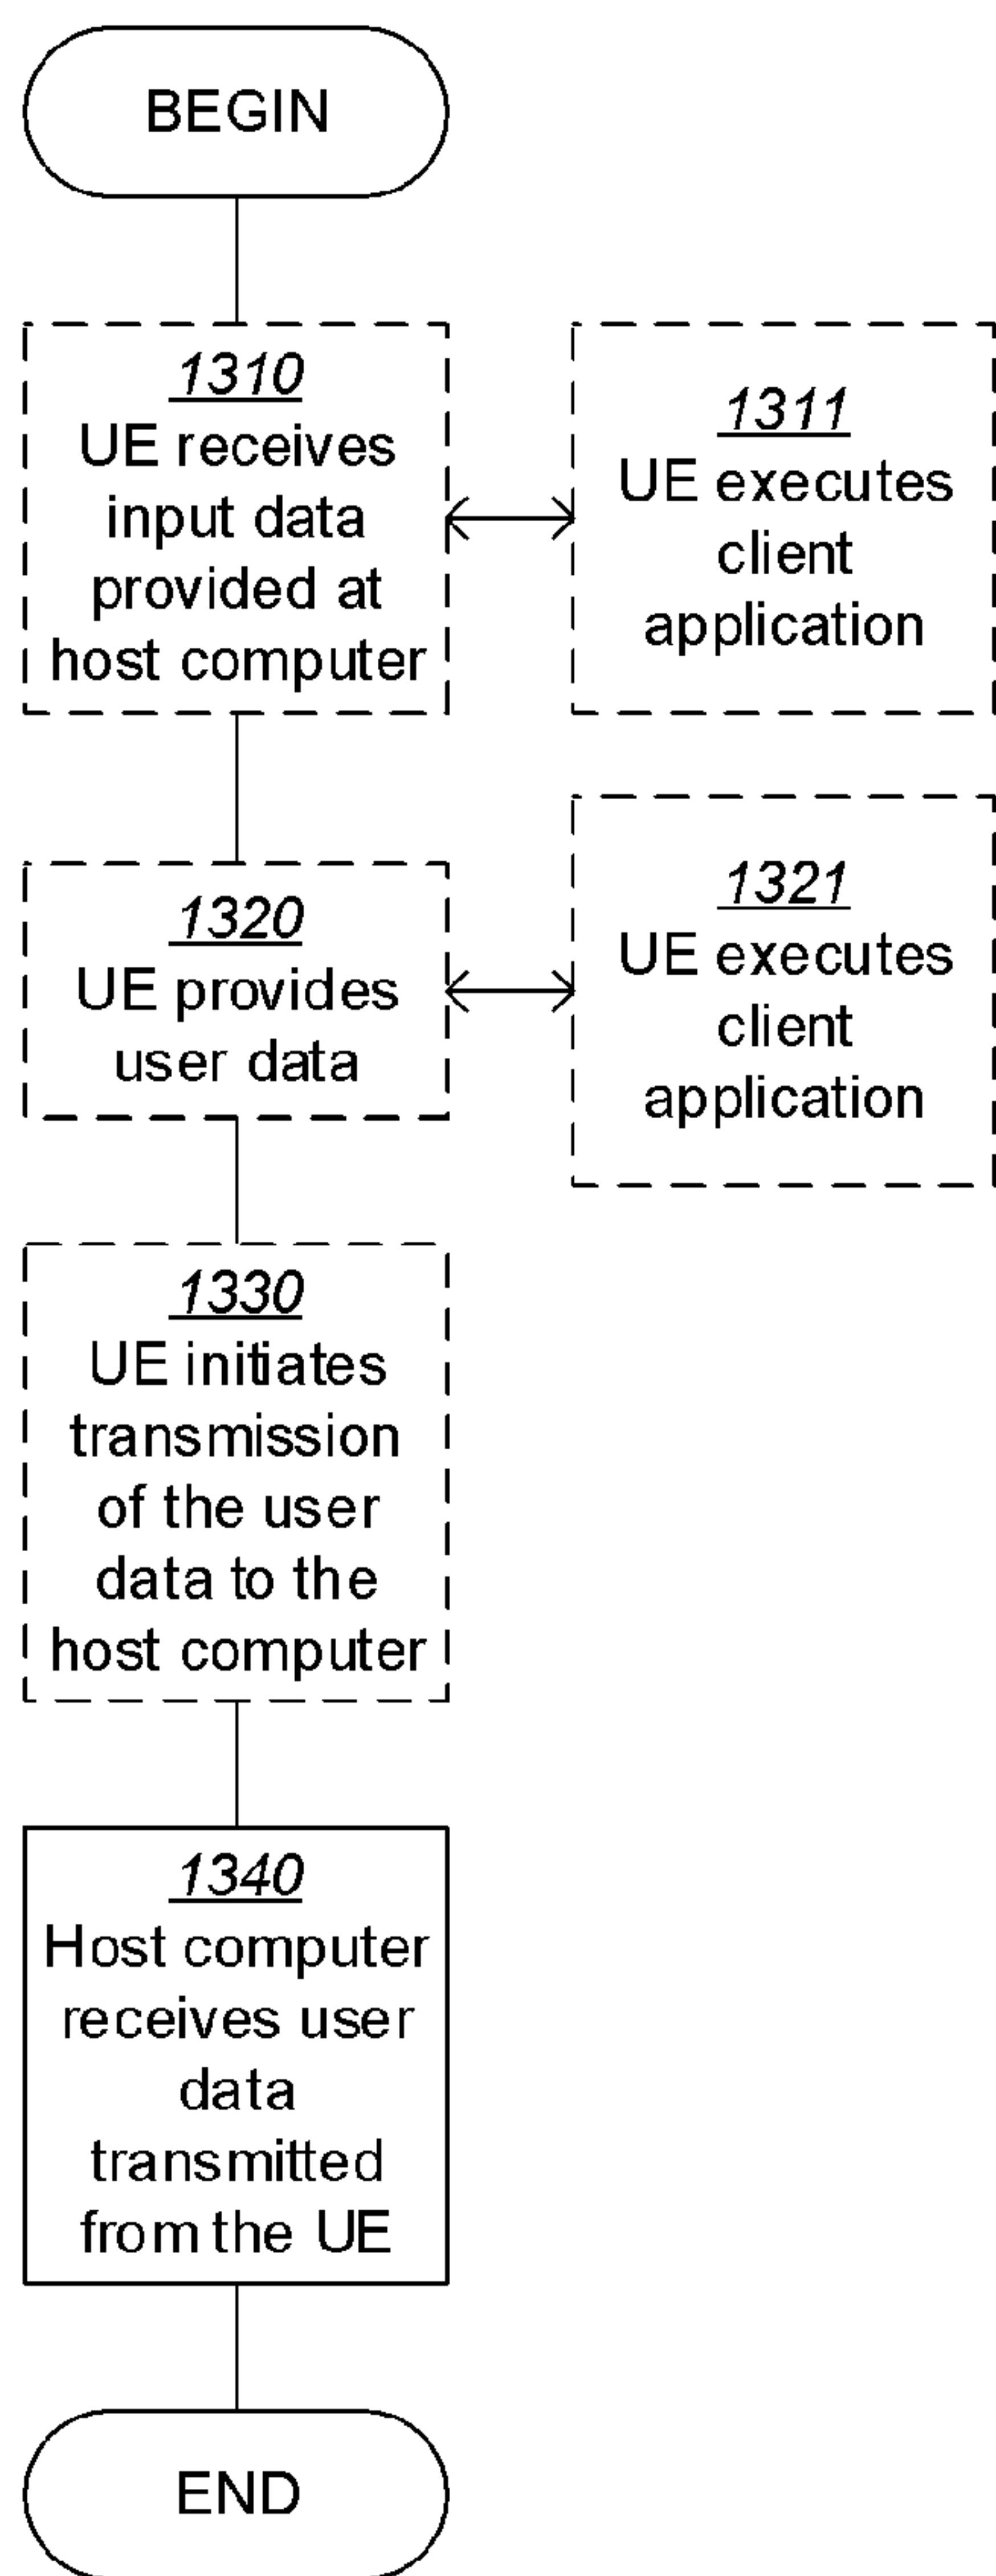 BEGIN
1310
UE receives
input data
provided at
host computer
1311
UE executes
client
application
1320
UE provides
user data
1321
UE executes
client
application
1330
UE initiates
transmission
of the user
data to the
host computer
1340
Host computer
receives user
data
transmitted
from the UE
END